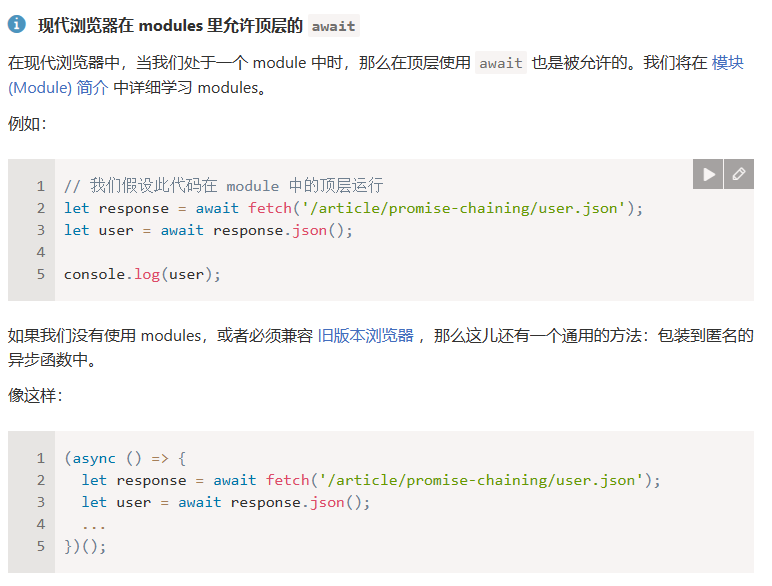 现代浏览器在 modules 里允许顶层的 await
在现代浏览器中，当我们处于一个 module 中时，那么在顶层使用 await 也是被允许的。我们将在 模块
(Module) 简介 中详细学习 modules。
例如：
1 // 我们假设此代码在 module 中的顶层运行
2 let response = await fetch('/article/promise-chaining/user.json');
3 let user = await response.json();
4
5 console.log(user);
如果我们没有使用 modules，或者必须兼容 旧版本浏览器 ，那么这儿还有一个通用的方法：包装到匿名的
异步函数中。
像这样：
1 (async () => {
2   let response = await fetch('/article/promise-chaining/user.json');
3   let user = await response.json();
4   ...
5 })();